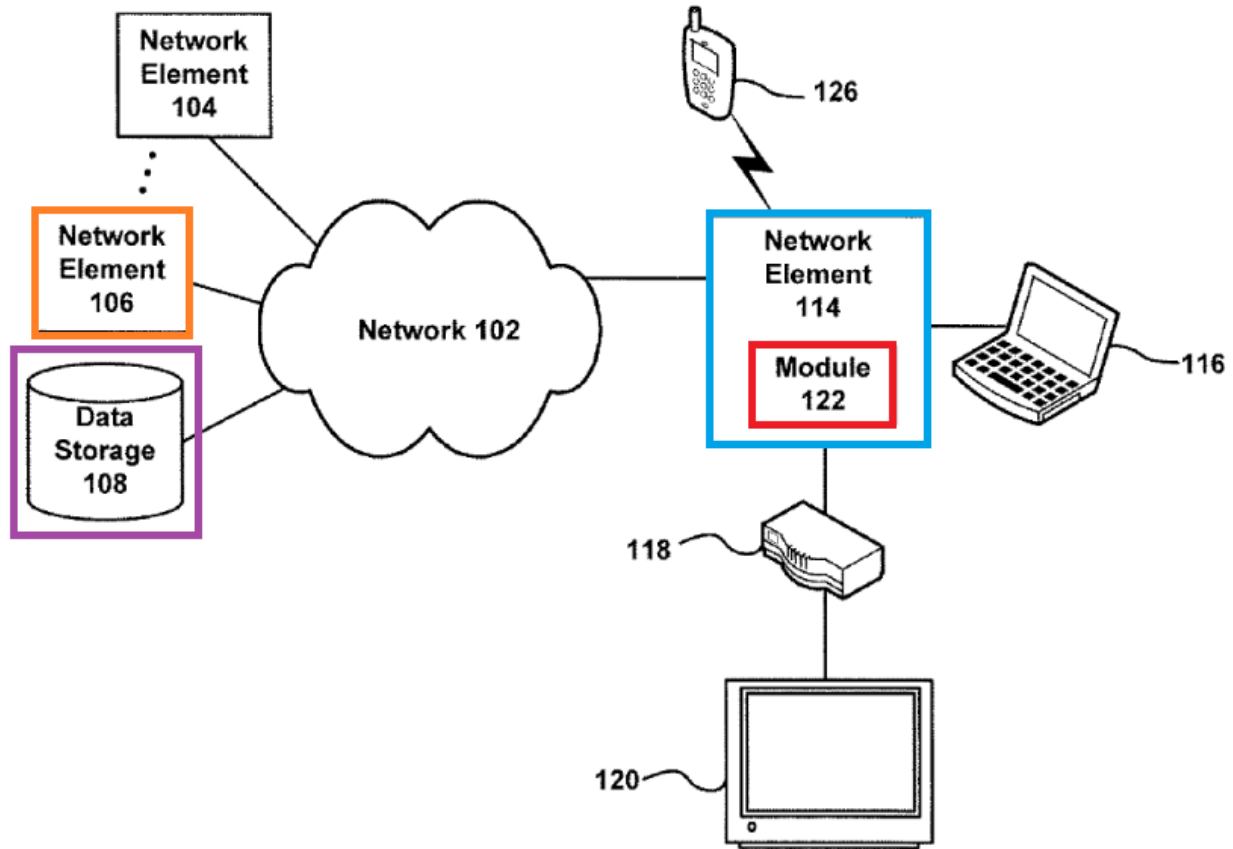 Network
Element
104
126
Network
Element
106
Network
Element
114
Network 102
Module
122
116
Data
Storage
108
118
120